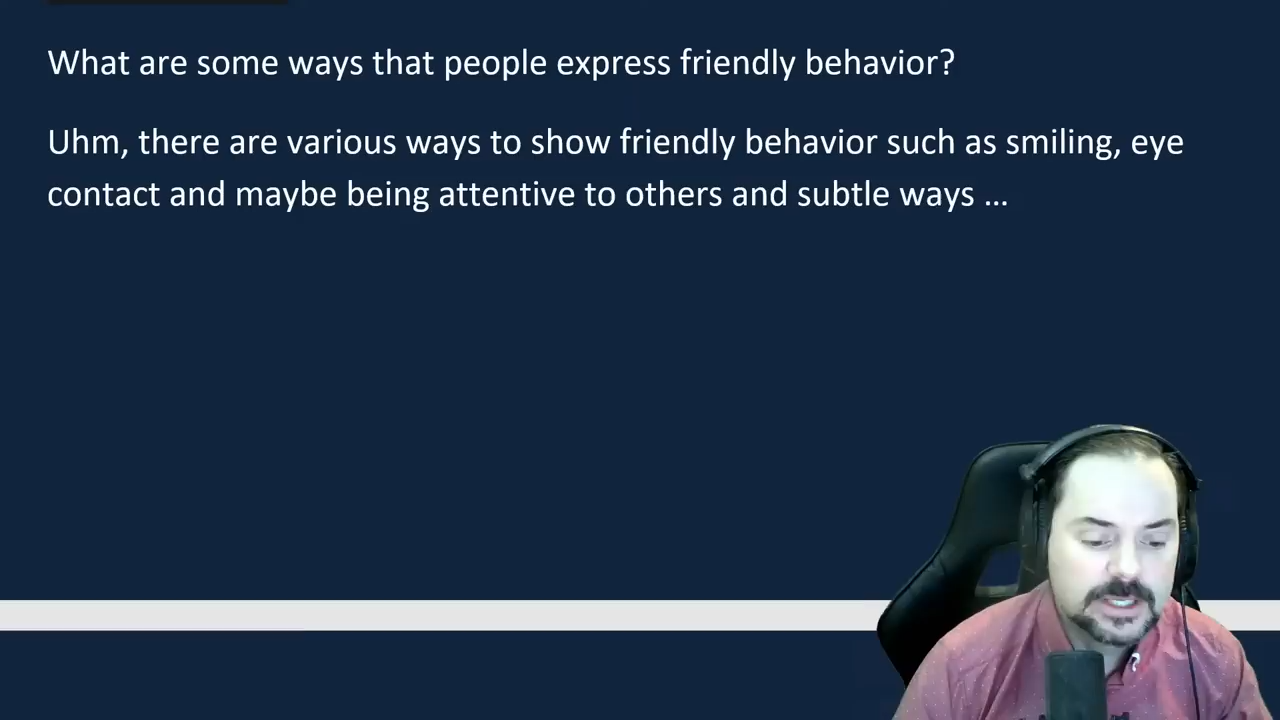 What are some ways that people express friendly behavior?
Uhm, there are various ways to show friendly behavior such as smiling, eye
contact and maybe being attentive to others and subtle ways ...